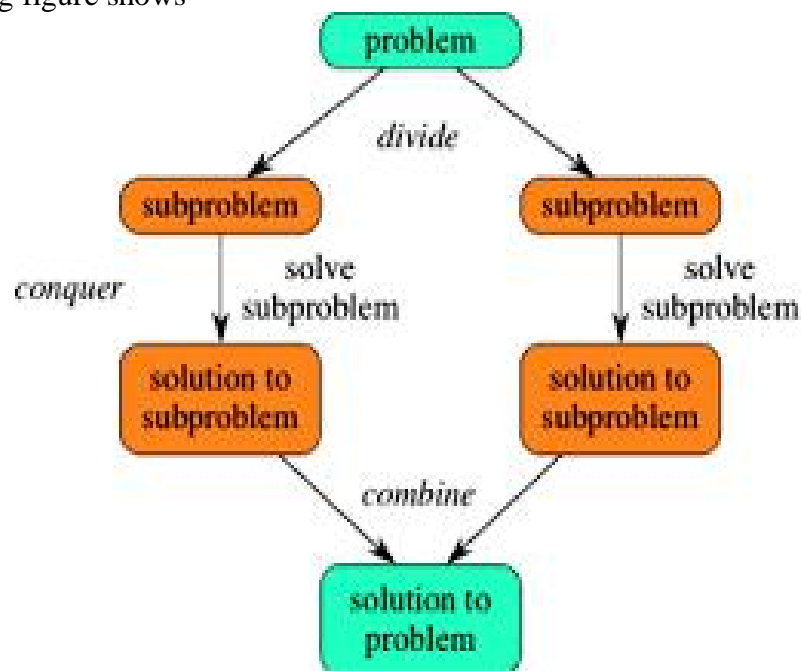 g figure shows
problem
divide
subproblem
subproblem
conquer
solve
subproblem
solve
subproblem
solution to
subproblem
solution to
subproblem
combine
solution to
problem